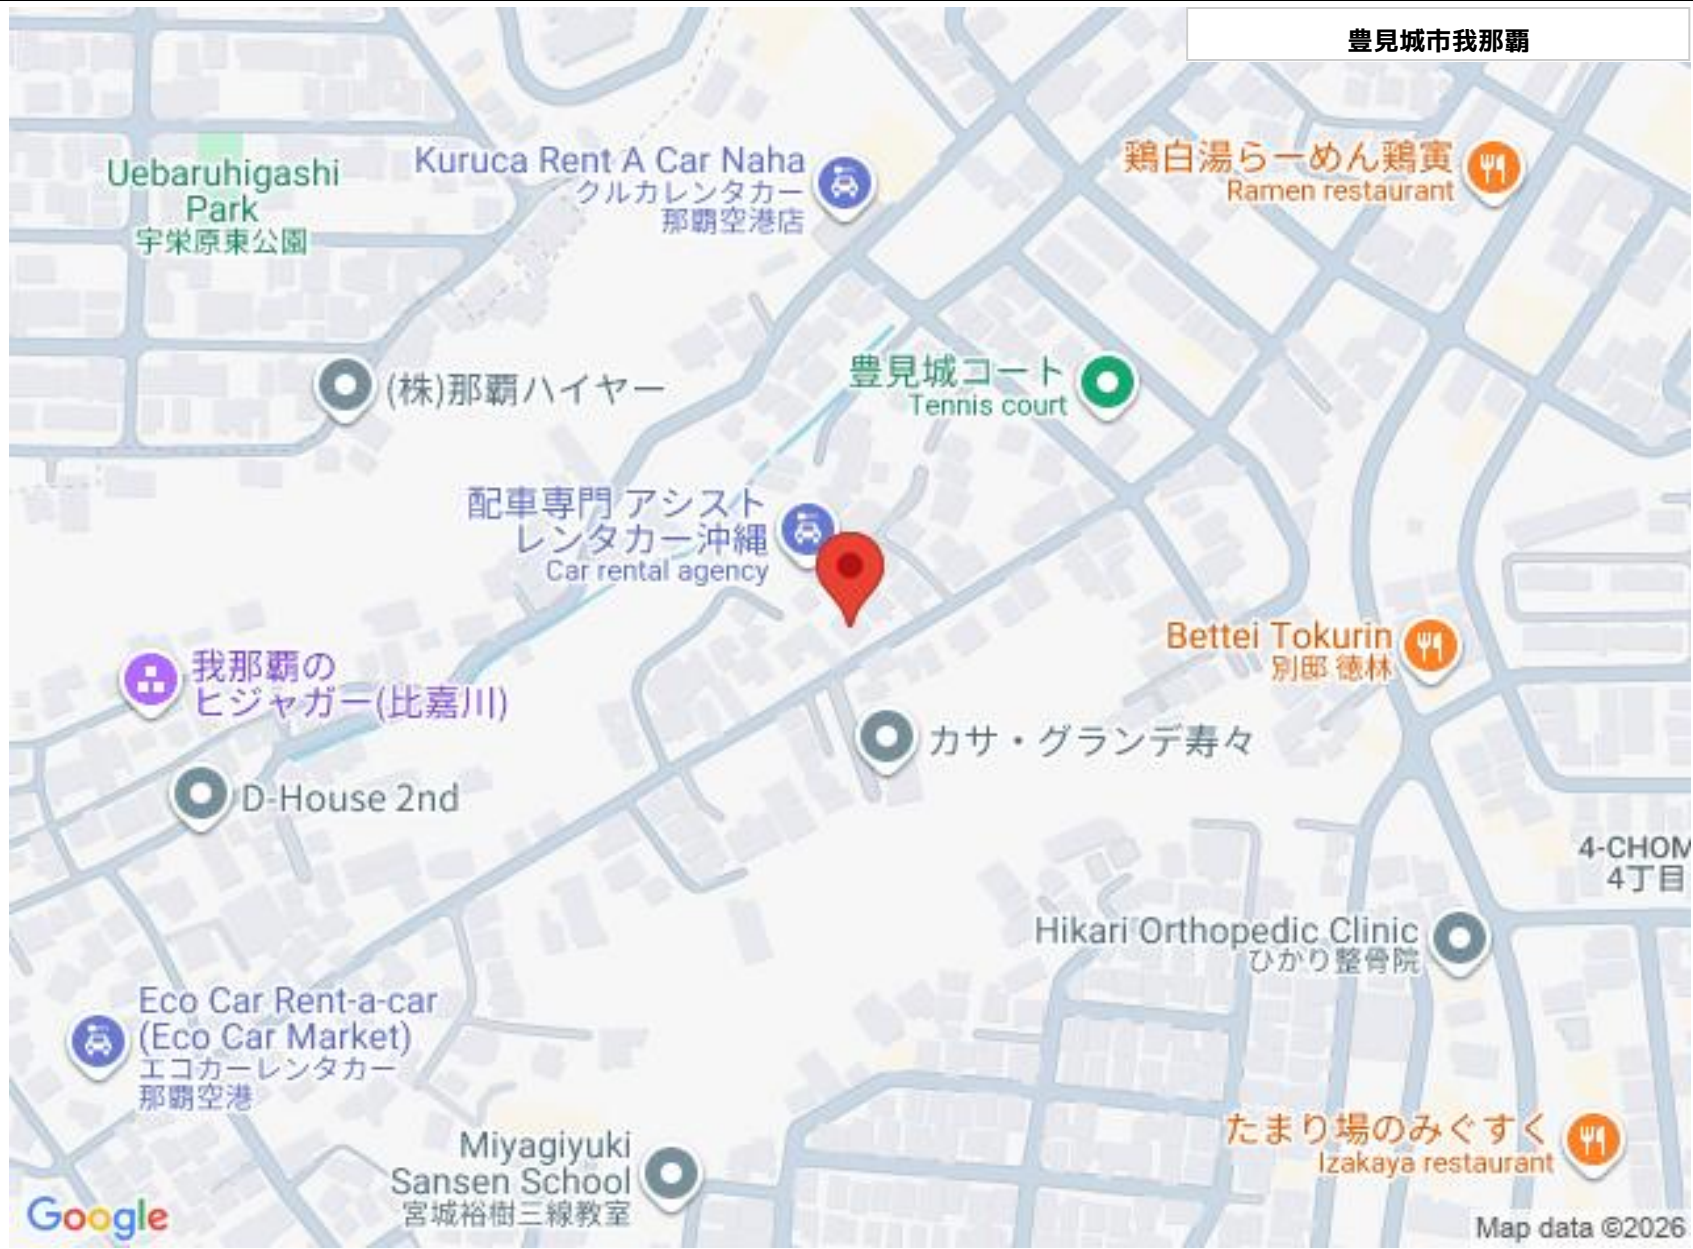 豊見城市我那覇
鶏白湯らーめん鶏寅
Ramen restaurant
Kuruca Rent A Car Naha
クルカレンタカー
那覇空港店
Uebaruhigashi
Park
宇栄原東公園
(株)那覇ハイヤー
豊見城コート
Tennis court
配車専門 アシスト
レンタカー沖縄
Car rental agency
Bettei Tokurin
別邸 徳林
我那覇の
ヒジャガー(比嘉川)
カサ・グランデ寿々
D-House 2nd
4-CHOM
4丁目
Hikari Orthopedic Clinic
ひかり整骨院
Eco Car Rent-a-car
(Eco Car Market)
エコカーレンタカー
那覇空港
たまり場のみぐすく
Izakaya restaurant
Miyagiyuki
Sansen School
宮城裕樹三線教室
Google
Map data ©2026